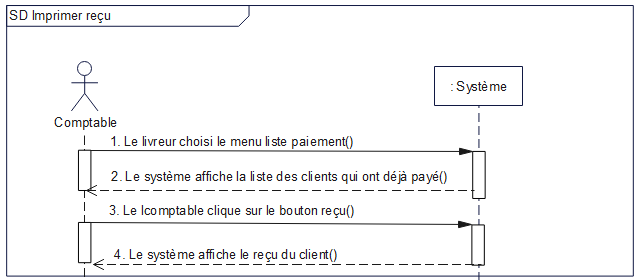 SD Imprimer reçu
: Système
Comptable
1. Le livreur choisi le menu liste paiement()
2. Le système affiche la liste des clients qui ont déjà payé()
3. Le lcomptable clique sur le bouton reçu()
4. Le système affiche le reçu du client()